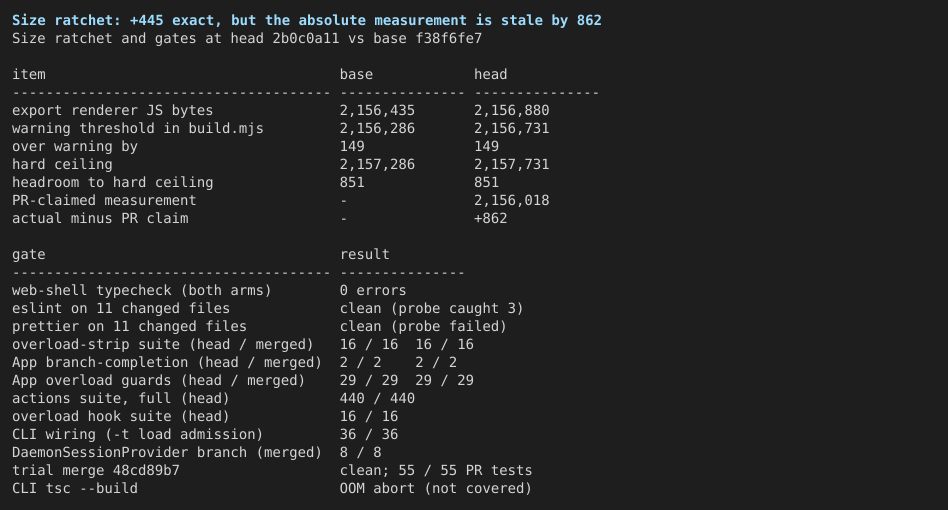 Size ratchet: +445 exact, but the absolute measurement is stale by 862
Size ratchet and gates at head 2b0c0a11 vs base f38f6fe7
item base head
------------------------------------- --------------- ---------------
export renderer JS bytes 2,156,435 2,156,880
warning threshold in build.mjs 2,156,286 2,156,731
over warning by 149 149
hard ceiling 2,157,286 2,157,731
headroom to hard ceiling 851 851
PR-claimed measurement - 2,156,018
actual minus PR claim - +862
gate result
------------------------------------- ---------------
web-shell typecheck (both arms) 0 errors
eslint on 11 changed files clean (probe caught 3)
prettier on 11 changed files clean (probe failed)
overload-strip suite (head / merged) 16 / 16 16 / 16
App branch-completion (head / merged) 2 / 2 2 / 2
App overload guards (head / merged) 29 / 29 29 / 29
actions suite, full (head) 440 / 440
overload hook suite (head) 16 / 16
CLI wiring (-t load admission) 36 / 36
DaemonSessionProvider branch (merged) 8 / 8
trial merge 48cd89b7 clean; 55 / 55 PR tests
CLI tsc --build OOM abort (not covered)